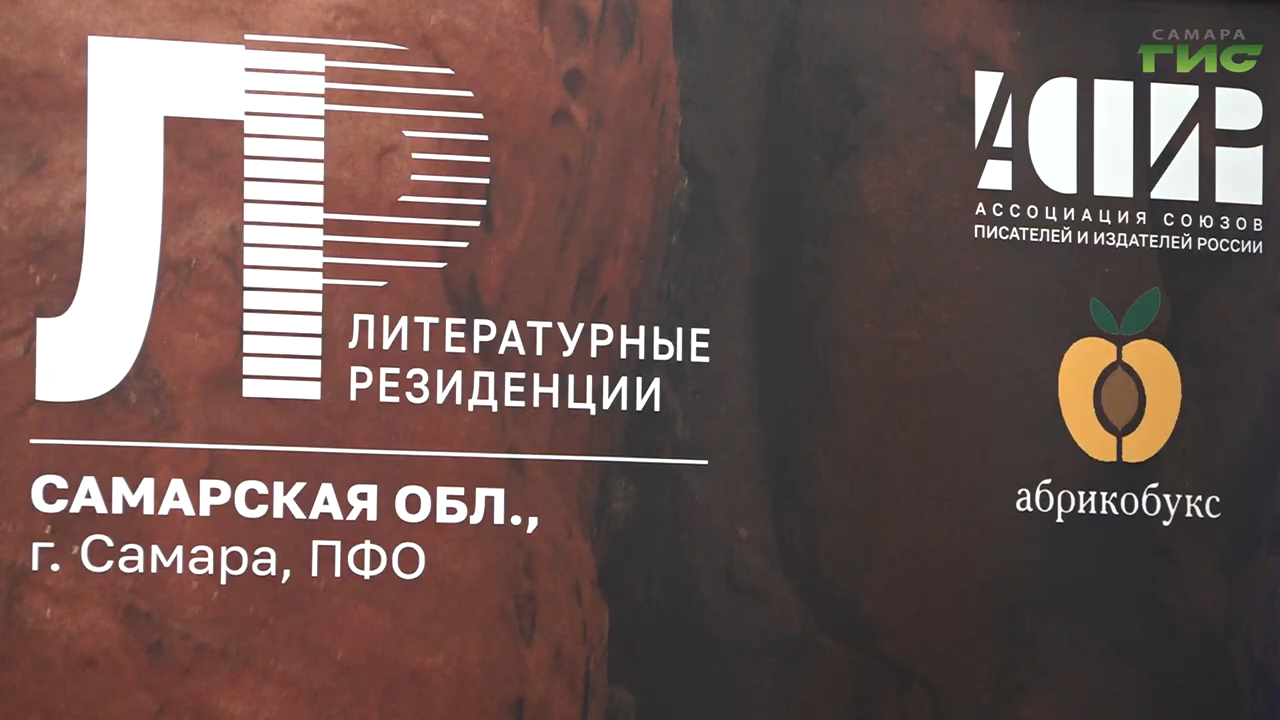 ЛР
ЛИТЕРАТУРНЫЕ
РЕЗИДЕНЦИИ
САМАРСКАЯ ОБЛ.,
г. Самара, ПФО
САМАРА
ГИС
АСПИР
АССОЦИАЦИЯ СОЮЗОВ
ПИСАТЕЛЕЙ И ИЗДАТЕЛЕЙ РОССИИ
абрикобукс